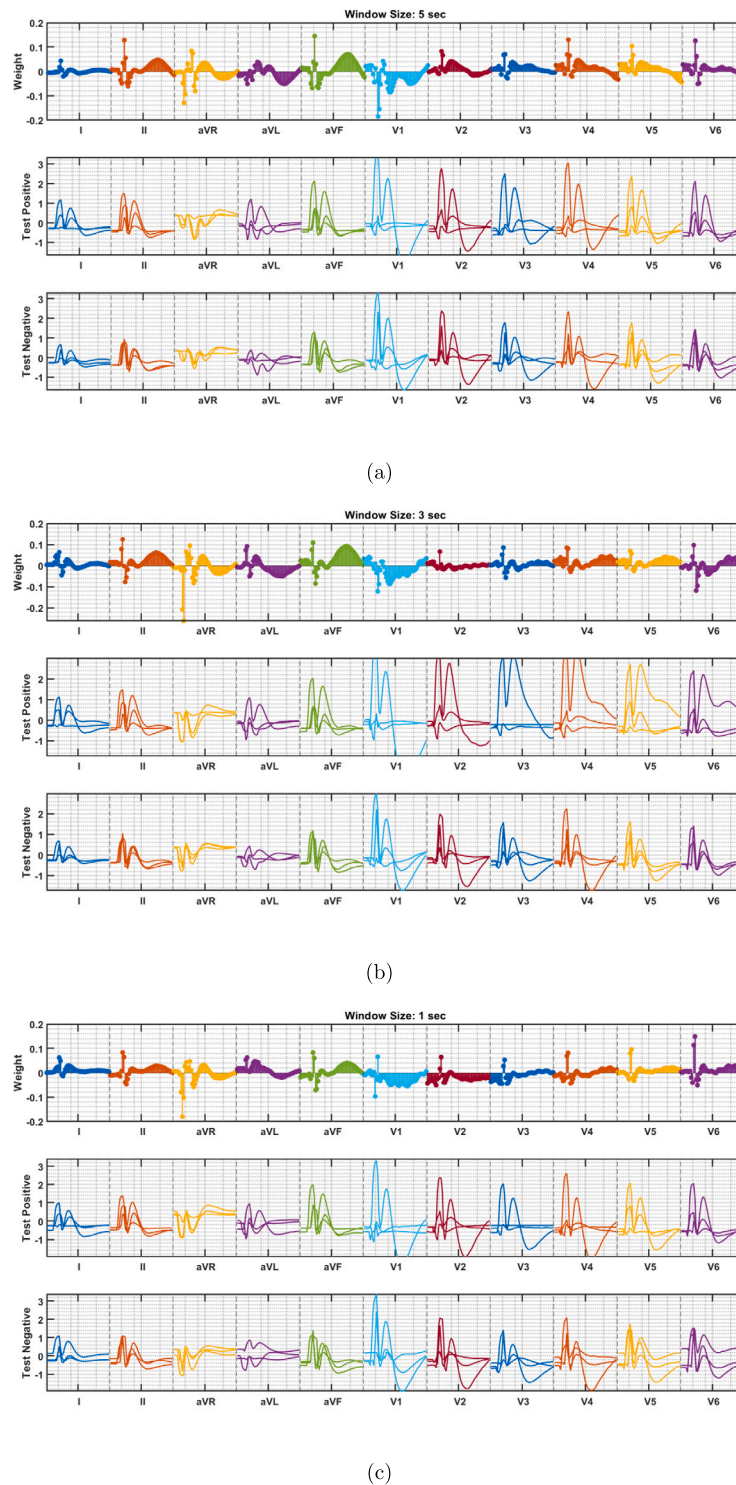 Window Size: 5 sec
Weight
0.2
0.1
0
-0.1
-0.2
I II aVR aVL aVF V1 V2 V3 V4 V5 V6
Test Positive
3
2
1
0
-1
I II aVR aVL aVF V1 V2 V3 V4 V5 V6
Test Negative
3
2
1
0
-1
I II aVR aVL aVF V1 V2 V3 V4 V5 V6
(a)
Window Size: 3 sec
Weight
0.2
0.1
0
-0.1
-0.2
I II aVR aVL aVF V1 V2 V3 V4 V5 V6
Test Positive
2
1
0
-1
I II aVR aVL aVF V1 V2 V3 V4 V5 V6
Test Negative
2
1
0
-1
I II aVR aVL aVF V1 V2 V3 V4 V5 V6
(b)
Window Size: 1 sec
Weight
0.2
0.1
0
-0.1
-0.2
I II aVR aVL aVF V1 V2 V3 V4 V5 V6
Test Positive
3
2
1
0
-1
I II aVR aVL aVF V1 V2 V3 V4 V5 V6
Test Negative
3
2
1
0
-1
I II aVR aVL aVF V1 V2 V3 V4 V5 V6
(c)